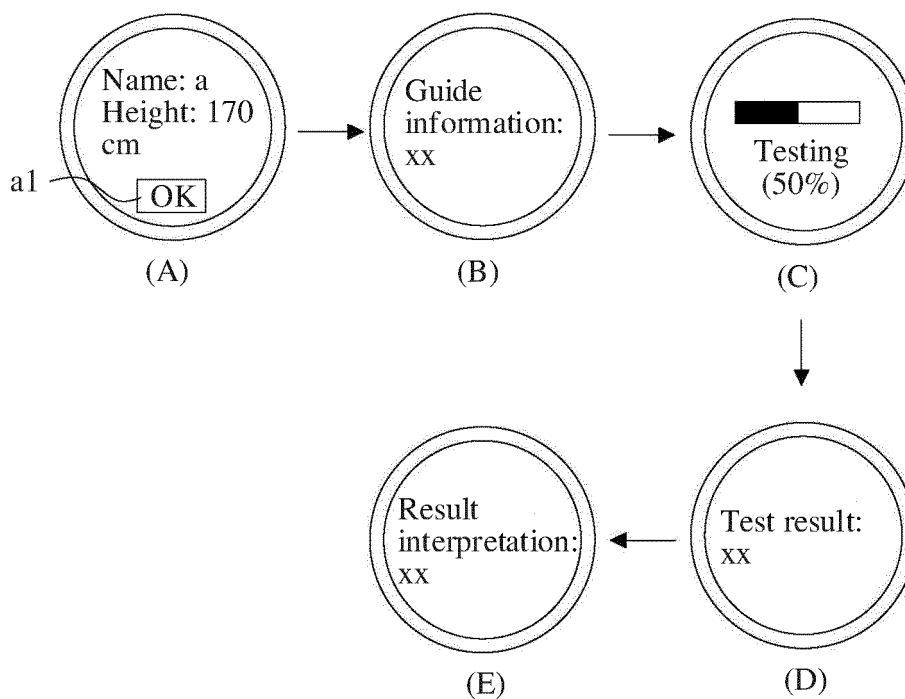 Name: a
Height: 170
cm
a1
OK
(A)
Guide
information:
xx
(B)
Testing
(50%)
(C)
Test result:
xx
(D)
Result
interpretation:
xx
(E)